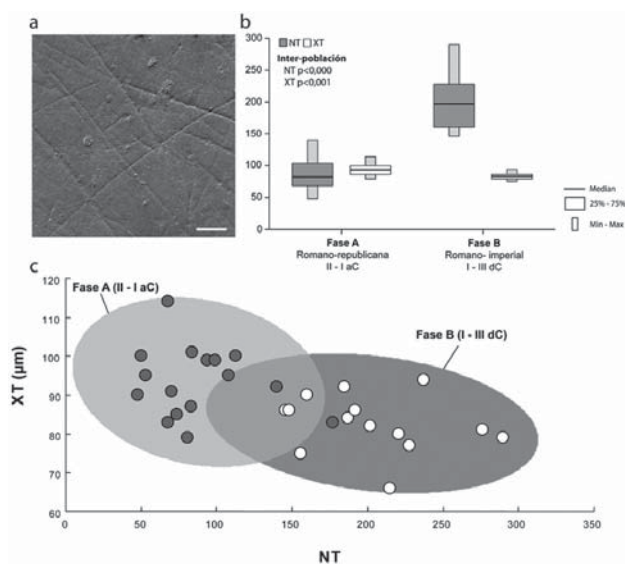 a
b
NT XT
Inter-población
NT p<0,000
XT p<0,001
300
250
200
150
100
50
0
Median
25% - 75%
Min - Max
Fase A
Romano-republicana
II - I aC
Fase B
Romano- imperial
I - III dC
c
Fase A (II - I aC)
Fase B (I - III dC)
XT (µm)
120
110
100
90
80
70
60
0
50
100
150
200
250
300
350
NT